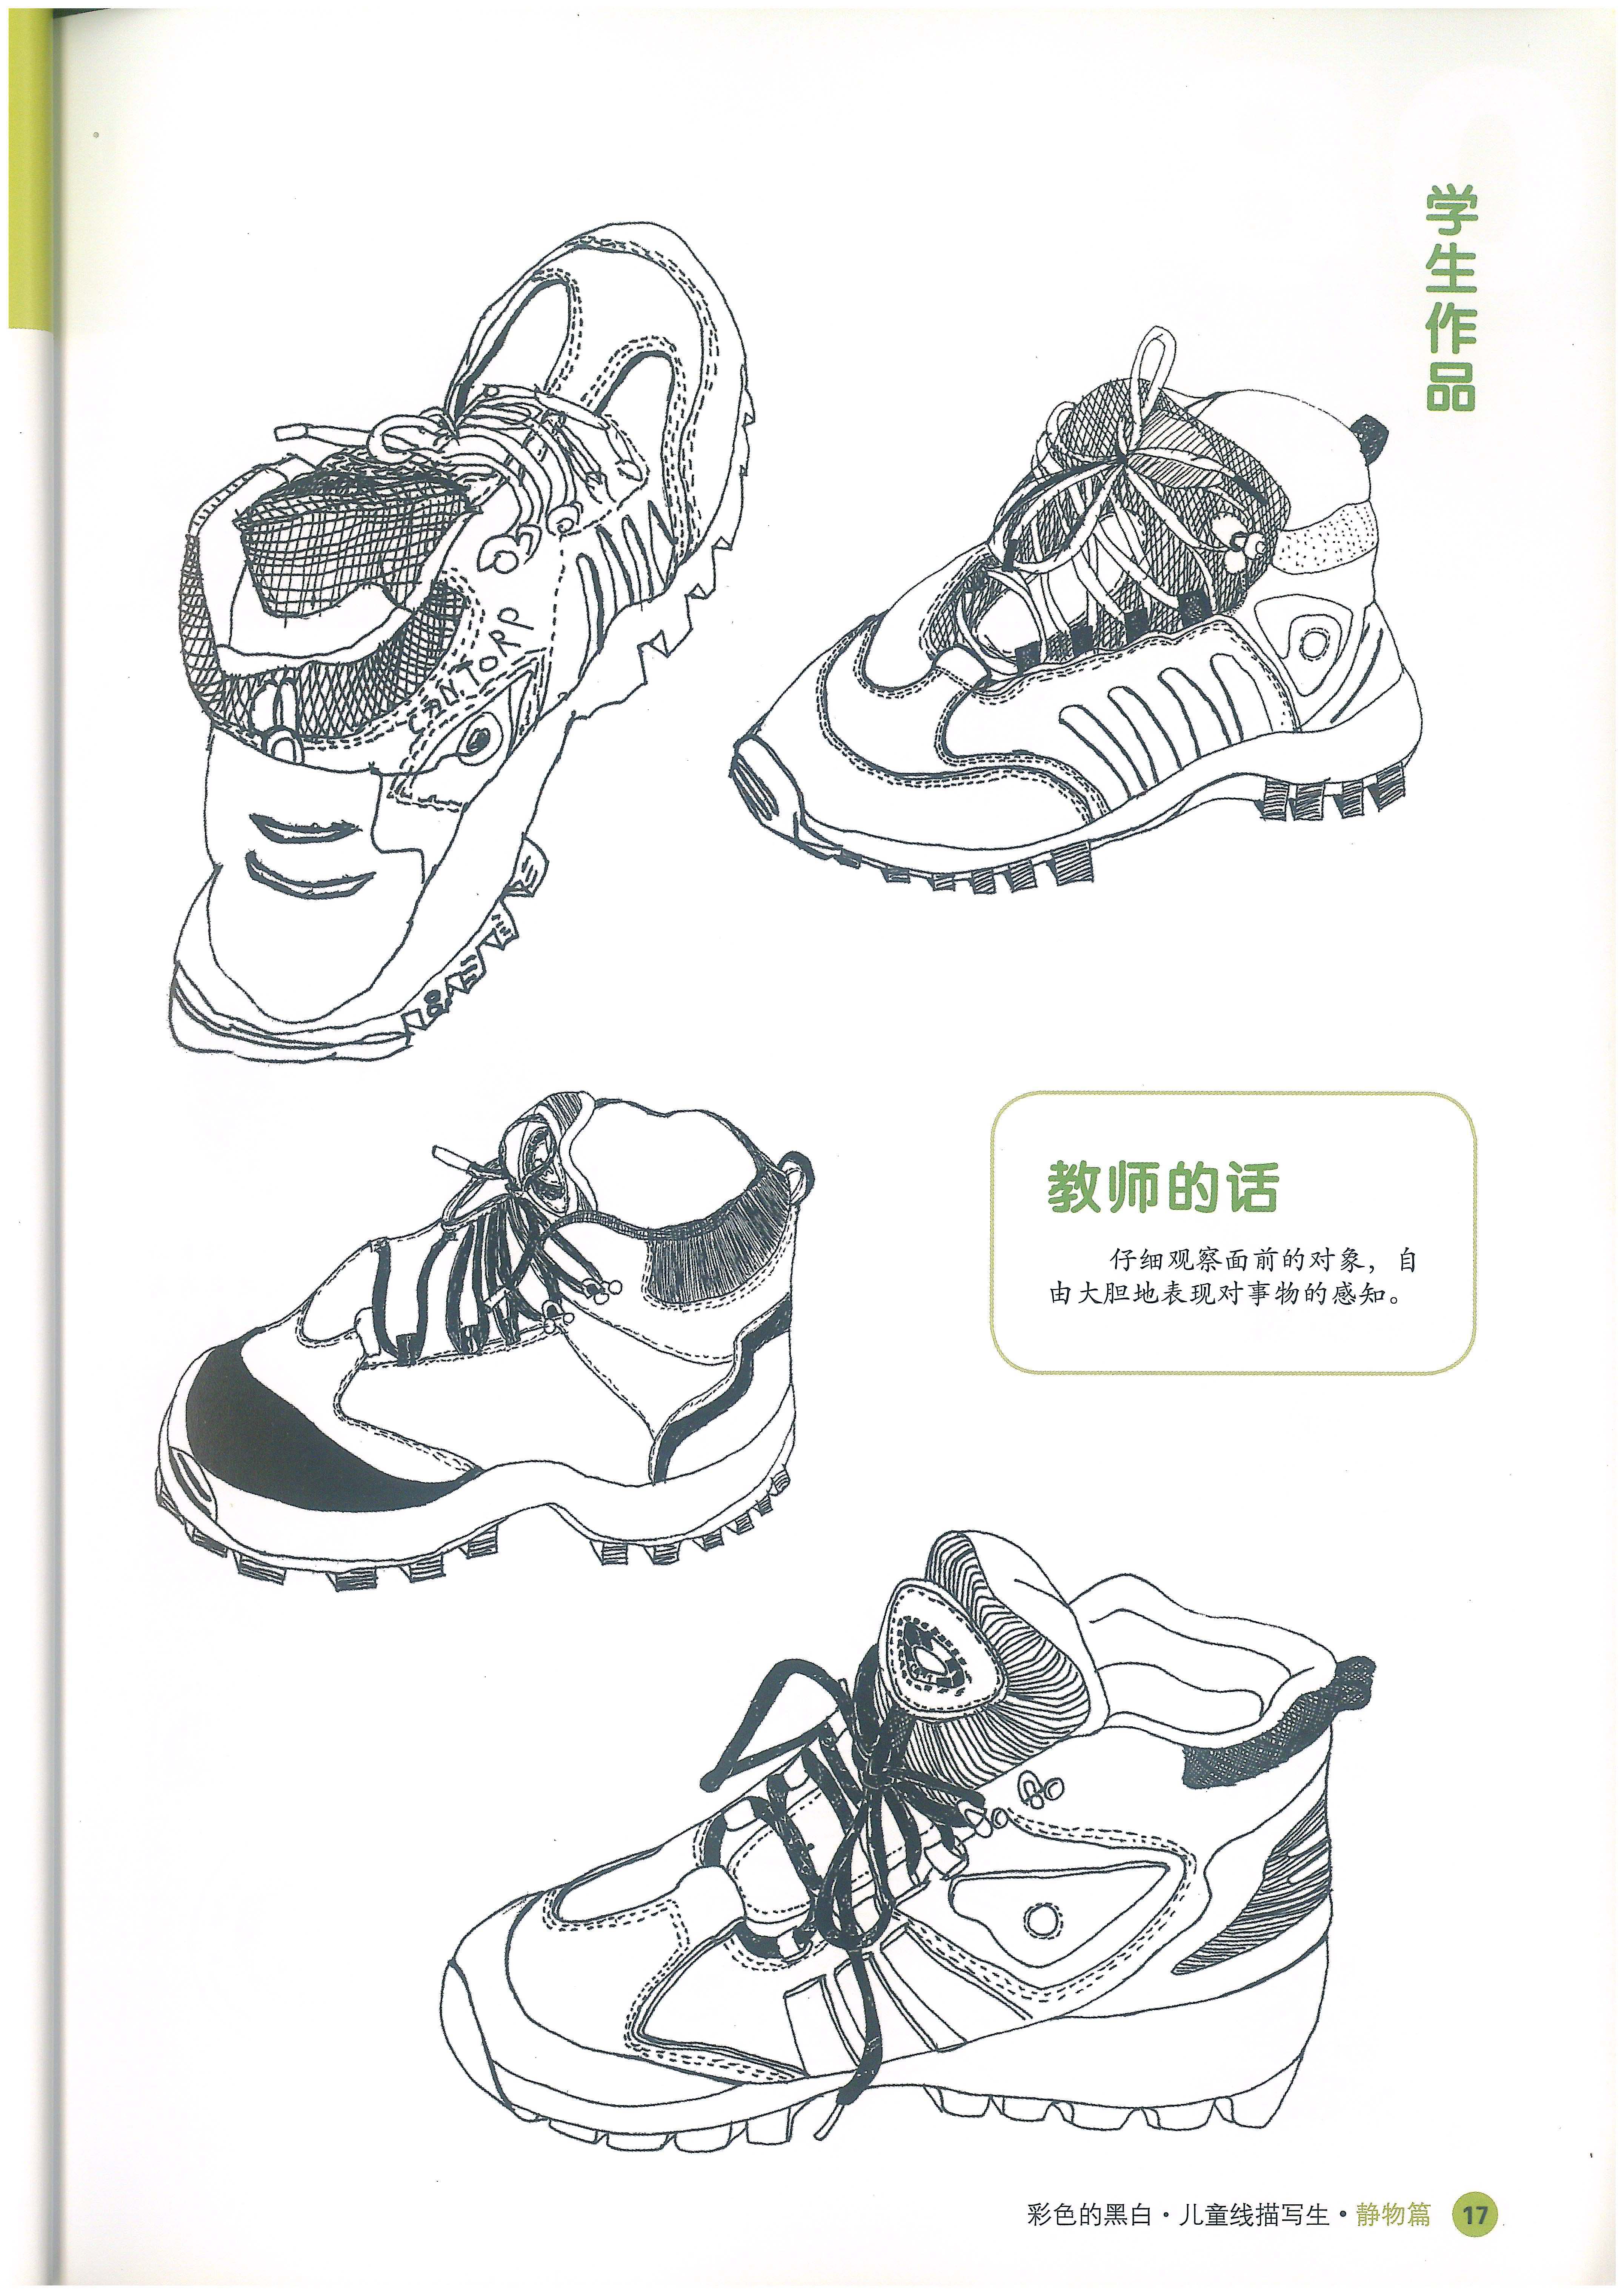 学生作品
CANTORP
教师的话
仔细观察面前的对象，自
由大胆地表现对事物的感知。
彩色的黑白·儿童线描写生·静物篇 17